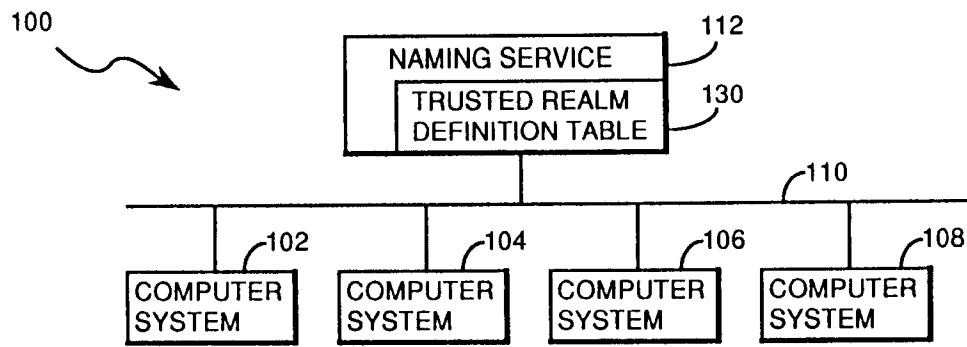 100
112
NAMING SERVICE
TRUSTED REALM
DEFINITION TABLE
130
110
102
104
106
108
COMPUTER
SYSTEM
COMPUTER
SYSTEM
COMPUTER
SYSTEM
COMPUTER
SYSTEM